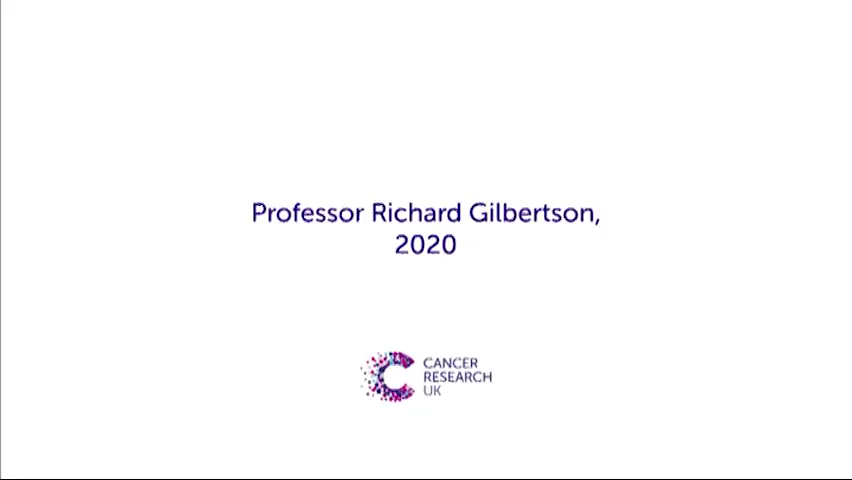 Professor Richard Gilbertson,
2020
CANCER
RESEARCH
UK